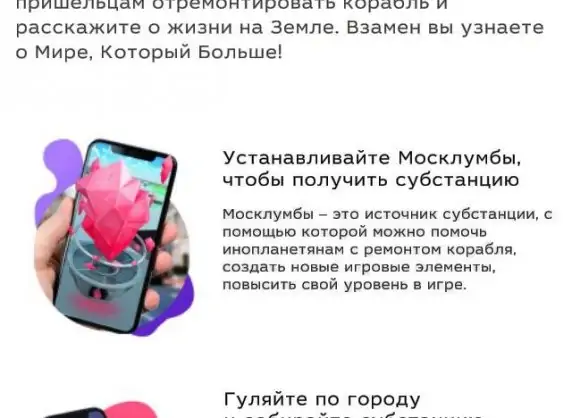 пришельцам отремонтировать корабль и
расскажите о жизни на Земле. Взамен вы узнаете
о Мире, Который Больше!
Устанавливайте Москлумбы,
чтобы получить субстанцию
Москлумбы – это источник субстанции, с
помощью которой можно помочь
инопланетянам с ремонтом корабля,
создать новые игровые элементы,
повысить свой уровень в игре.
Гуляйте по городу
и собирайте субстанцию